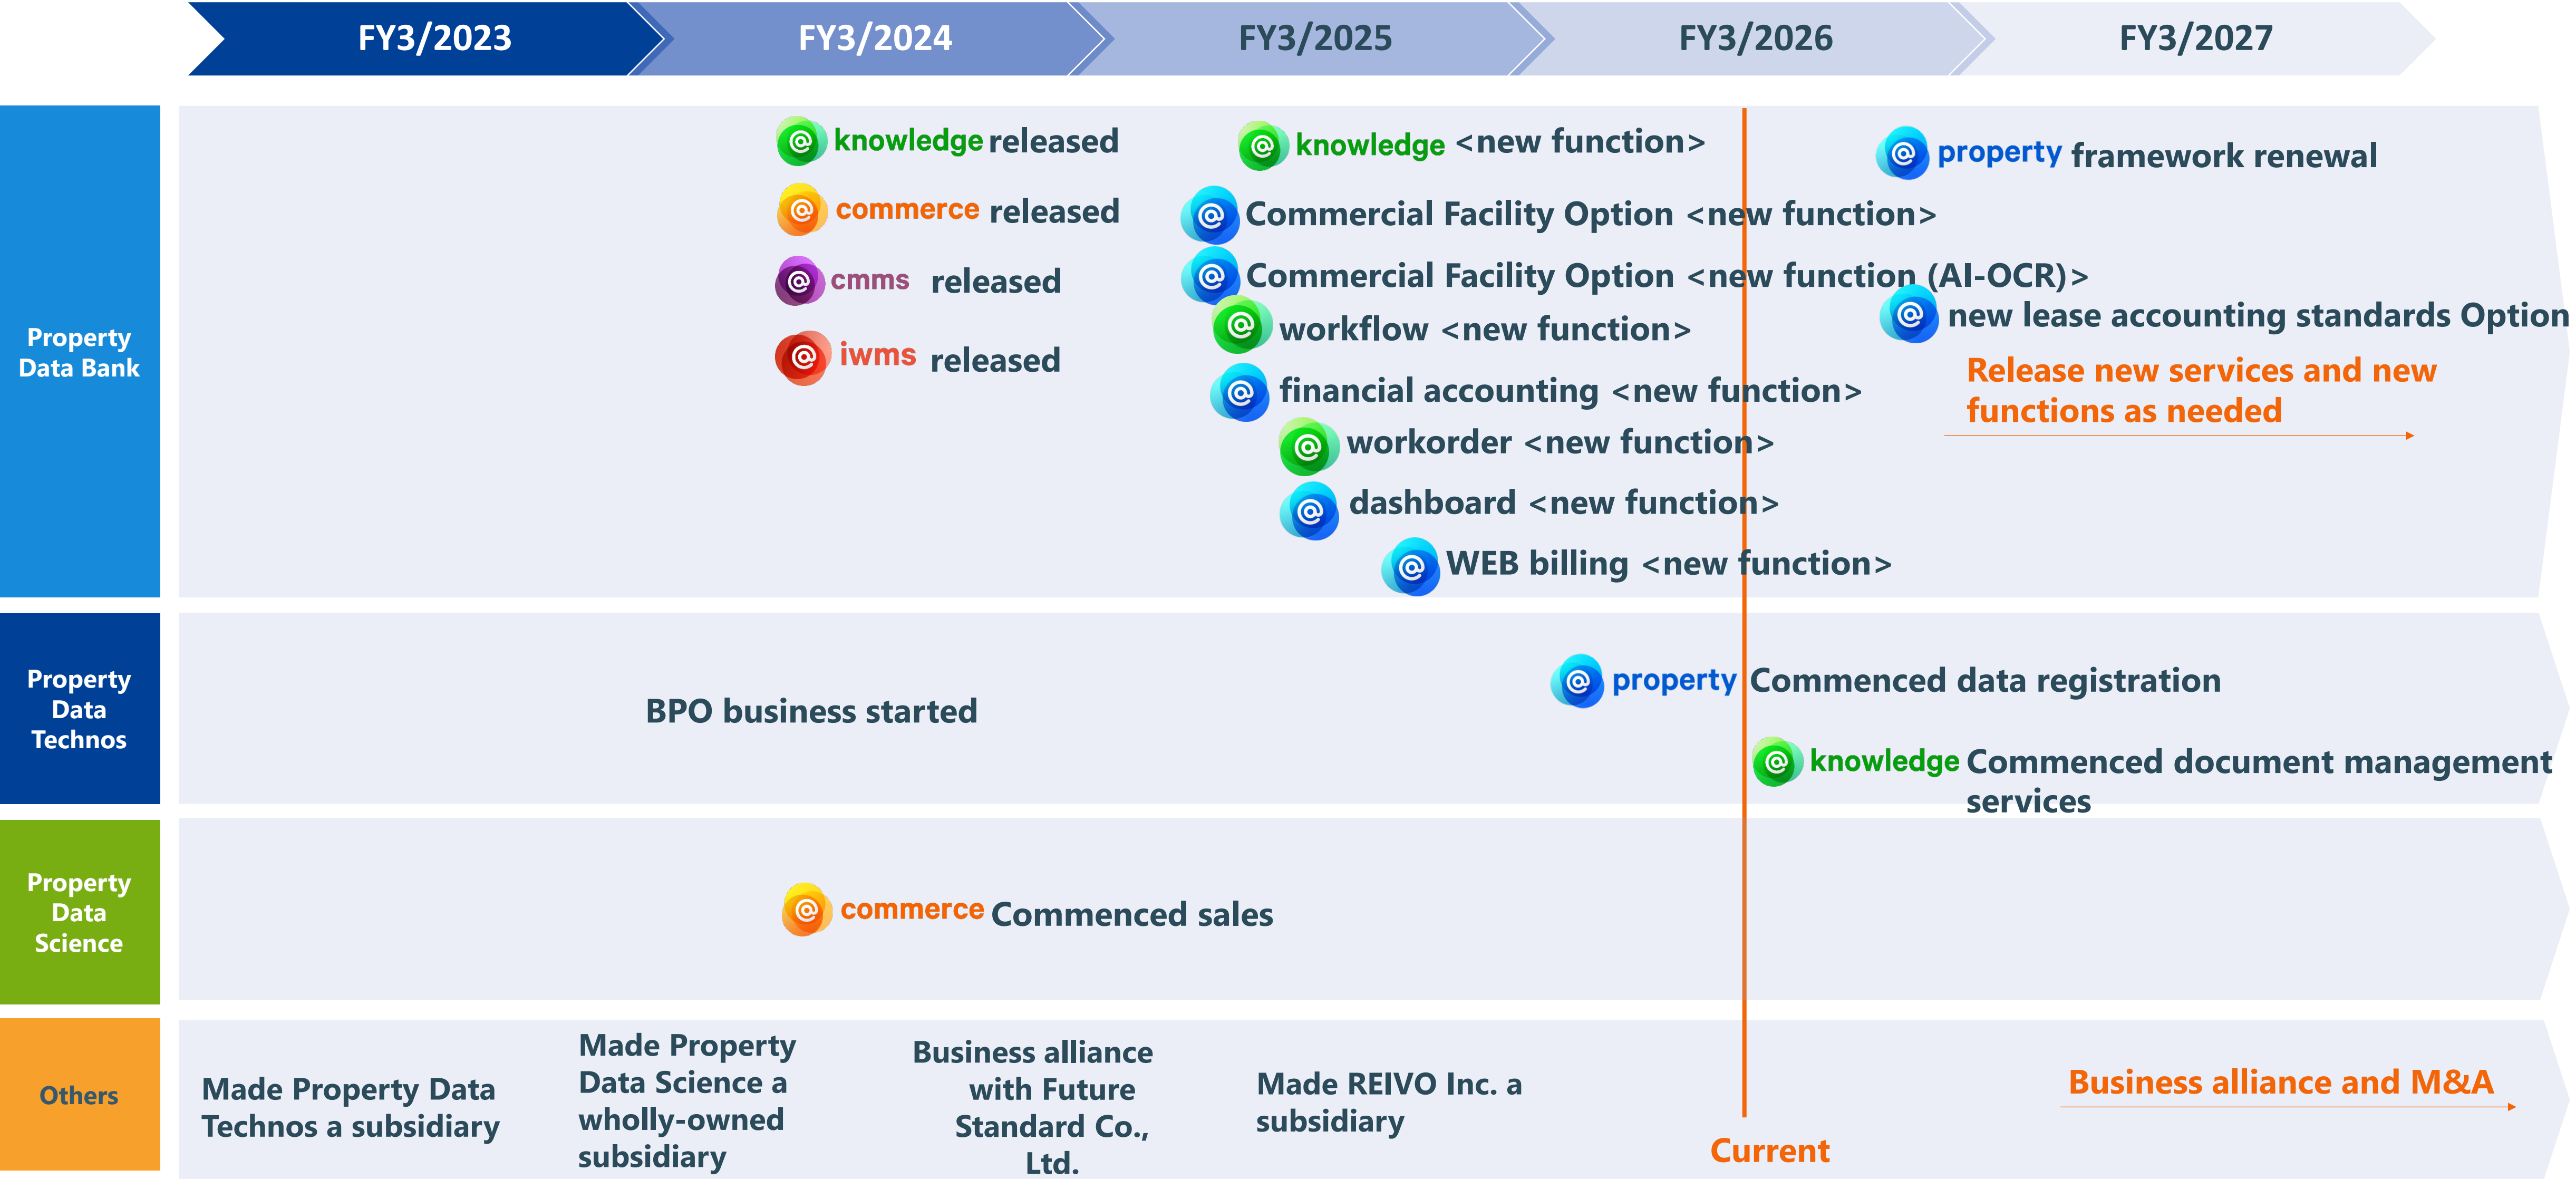 FY3/2023
FY3/2024
FY3/2025
FY3/2026
FY3/2027
Property
Data Bank
@ knowledge released
@ commerce released
@ cmms released
@ iwms released
@ knowledge <new function>
@ Commercial Facility Option <new function>
@ Commercial Facility Option <new function (AI-OCR)>
@ workflow <new function>
@ financial accounting <new function>
@ workorder <new function>
@ dashboard <new function>
@ WEB billing <new function>
@ property framework renewal
@ new lease accounting standards Option
Release new services and new
functions as needed
Property
Data
Technos
BPO business started
@ property Commenced data registration
@ knowledge Commenced document management
services
Property
Data
Science
@ commerce Commenced sales
Others
Made Property Data
Technos a subsidiary
Made Property
Data Science a
wholly-owned
subsidiary
Business alliance
with Future
Standard Co.,
Ltd.
Made REIVO Inc. a
subsidiary
Current
Business alliance and M&A